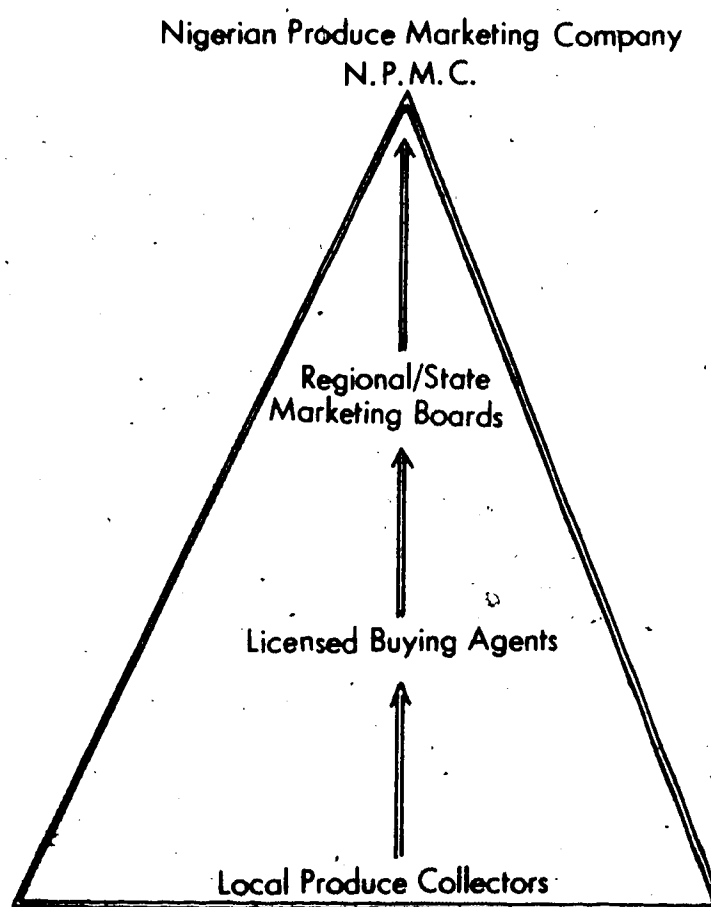 Nigerian Produce Marketing Company
N.P.M.C.
Regional/State
Marketing Boards
Licensed Buying Agents
Local Produce Collectors